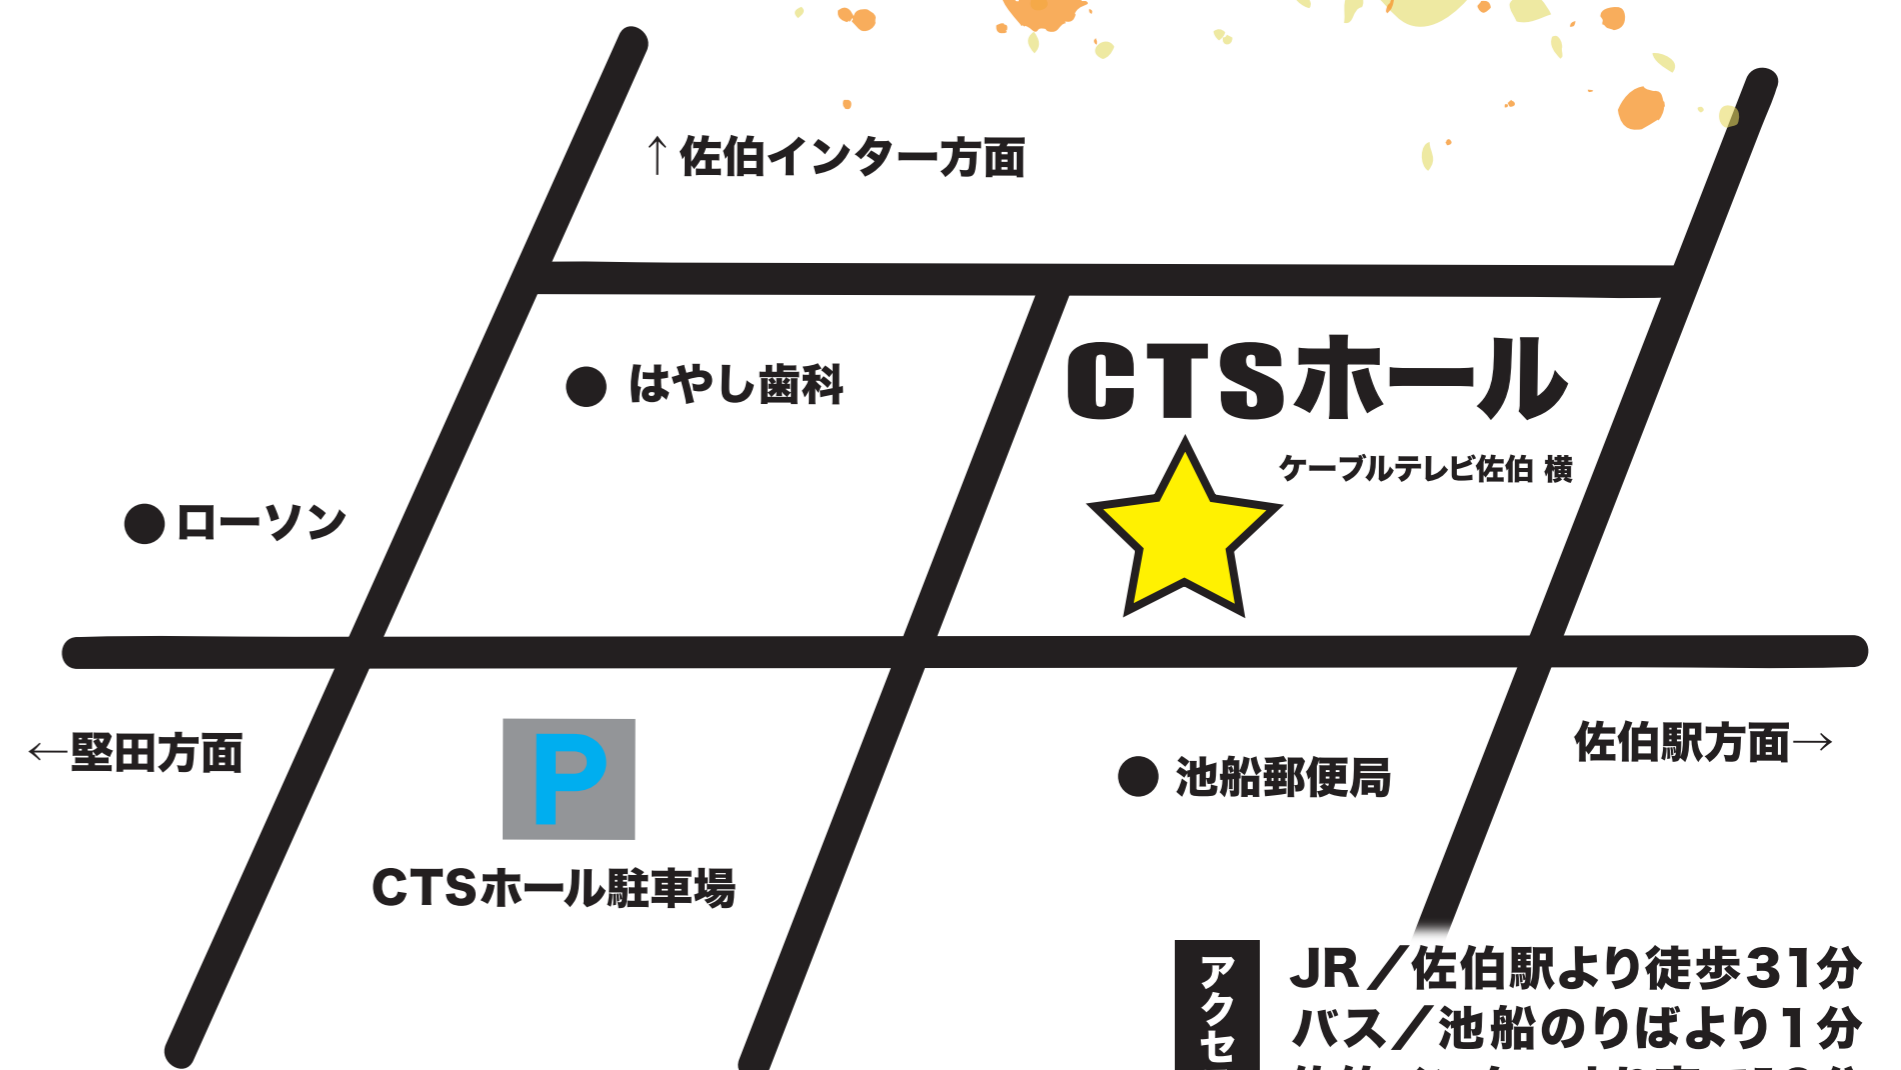 ↑佐伯インター方面
CTSホール
はやし歯科
ケーブルテレビ佐伯 横
ローソン
←堅田方面
佐伯駅方面→
P
池船郵便局
CTSホール駐車場
アクセ
JR／佐伯駅より徒歩31分
バス／池船のりばより1分